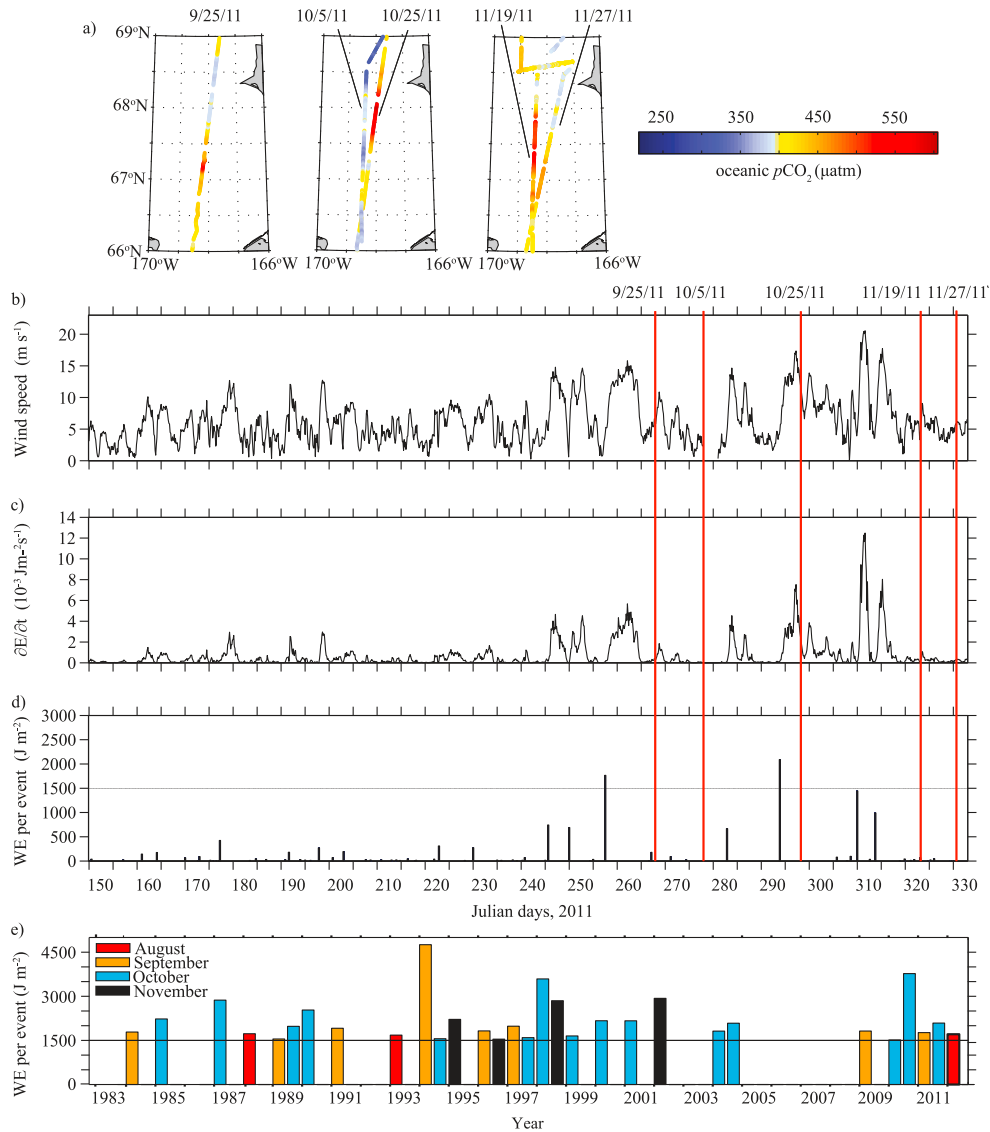 a)
9/25/11
10/5/11
10/25/11
11/19/11
11/27/11
69°N
68°N
67°N
66°N
170°W
166°W
170°W
166°W
170°W
166°W
250
350
450
550
oceanic pCO₂ (µatm)
b)
9/25/11
10/5/11
10/25/11
11/19/11
11/27/11`
Wind speed (m s⁻¹)
20
15
10
5
0
c)
∂E/∂t (10⁻³ Jm⁻²s⁻¹)
14
12
10
8
6
4
2
0
d)
WE per event (J m⁻²)
3000
2500
2000
1500
1000
500
0
150 160 170 180 190 200 210 220 230 240 250 260 270 280 290 300 310 320 330
Julian days, 2011
e)
WE per event (J m⁻²)
4500
3000
1500
0
August
September
October
November
1983 1985 1987 1989 1991 1993 1995 1997 1999 2001 2003 2005 2007 2009 2011
Year